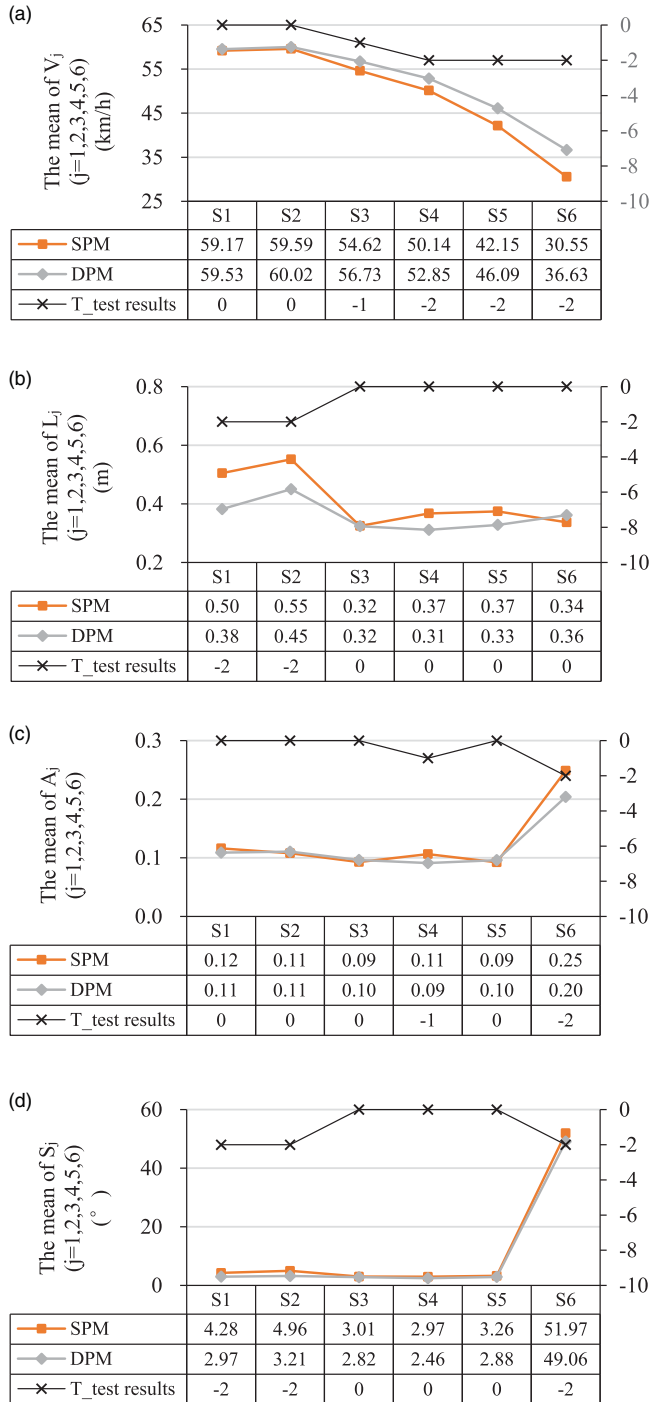 (a)
The mean of Vj
(j=1,2,3,4,5,6)
(km/h)
65
55
45
35
25
0
-2
-4
-6
-8
-10
S1 S2 S3 S4 S5 S6
SPM 59.17 59.59 54.62 50.14 42.15 30.55
DPM 59.53 60.02 56.73 52.85 46.09 36.63
T_test results 0 0 -1 -2 -2 -2
(b)
The mean of Lj
(j=1,2,3,4,5,6)
(m)
0.8
0.6
0.4
0.2
0
-2
-4
-6
-8
-10
S1 S2 S3 S4 S5 S6
SPM 0.50 0.55 0.32 0.37 0.37 0.34
DPM 0.38 0.45 0.32 0.31 0.33 0.36
T_test results -2 -2 0 0 0 0
(c)
The mean of Aj
(j=1,2,3,4,5,6)
0.3
0.2
0.1
0.0
0
-2
-4
-6
-8
-10
S1 S2 S3 S4 S5 S6
SPM 0.12 0.11 0.09 0.11 0.09 0.25
DPM 0.11 0.11 0.10 0.09 0.10 0.20
T_test results 0 0 0 -1 0 -2
(d)
The mean of Sj
(j=1,2,3,4,5,6)
(°)
60
40
20
0
0
-2
-4
-6
-8
-10
S1 S2 S3 S4 S5 S6
SPM 4.28 4.96 3.01 2.97 3.26 51.97
DPM 2.97 3.21 2.82 2.46 2.88 49.06
T_test results -2 -2 0 0 0 -2